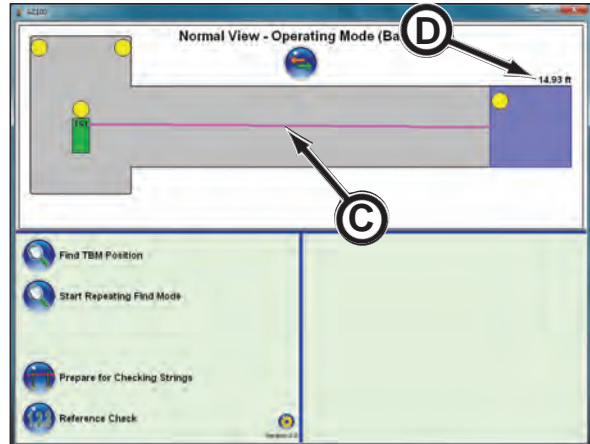 AZ100
Normal View - Operating Mode (Ba
D
14.93 ft
TS1
C
Find TBM Position
Start Repeating Find Mode
Prepare for Checking Strings
Reference Check